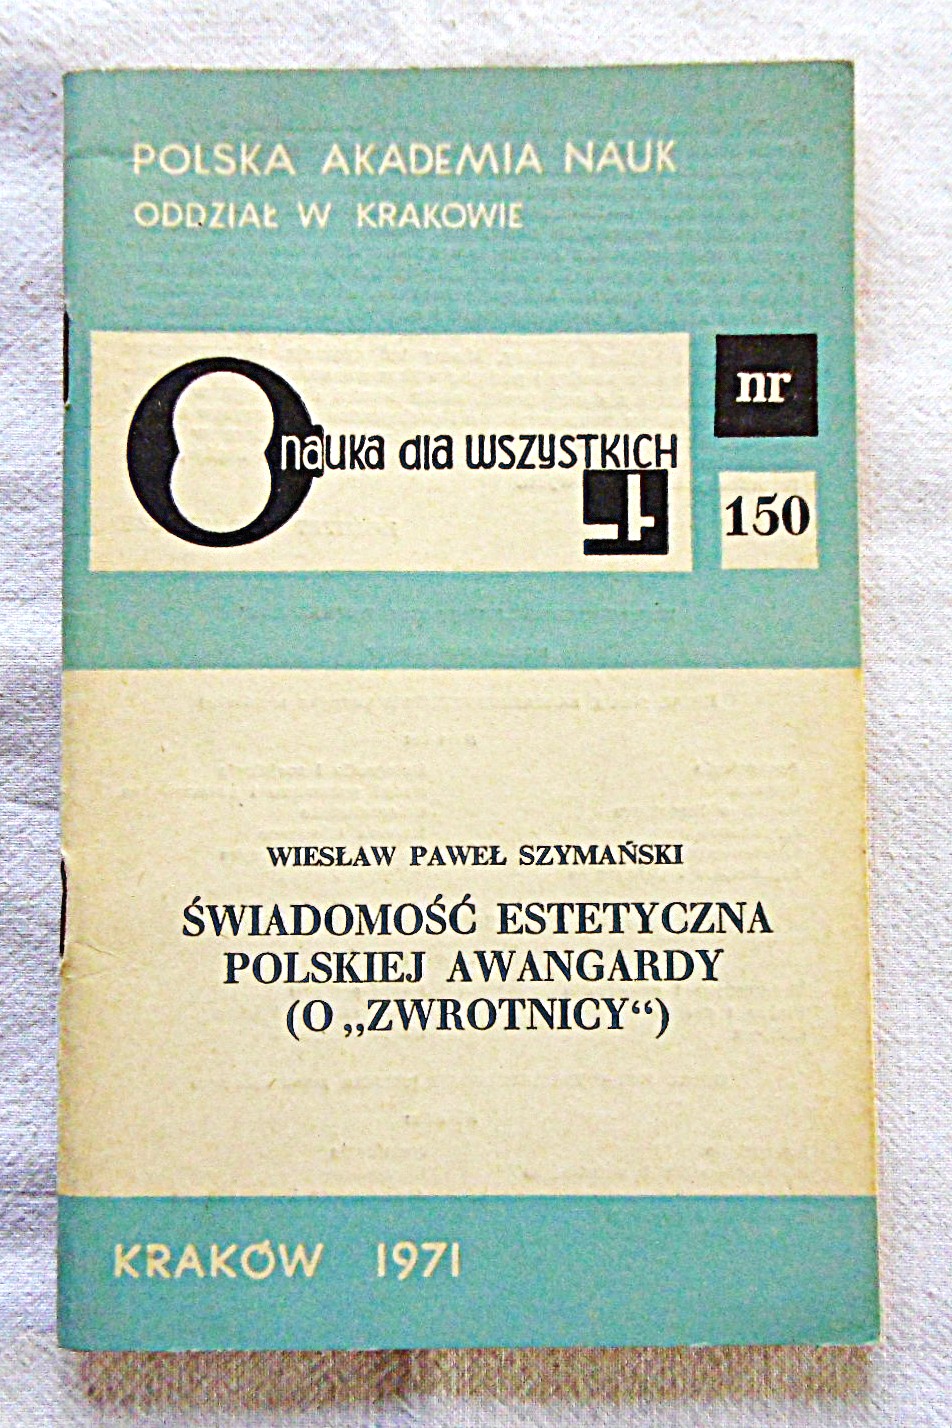 POLSKA AKADEMIA NAUK
ODDZIAŁ W KRAKOWIE
nauka dla wszystkich
nr
150
WIESŁAW PAWEŁ SZYMAŃSKI
ŚWIADOMOŚĆ ESTETYCZNA
POLSKIEJ AWANGARDY
(O „ZWROTNICY“)
KRAKÓW 1971